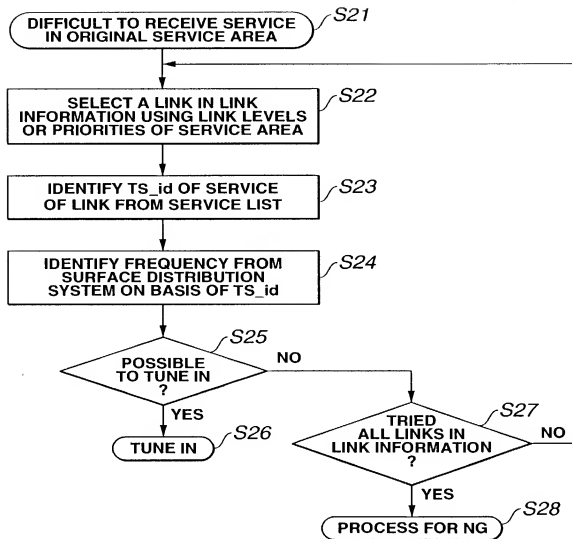 DIFFICULT TO RECEIVE SERVICE
IN ORIGINAL SERVICE AREA
S21
SELECT A LINK IN LINK
INFORMATION USING LINK LEVELS
OR PRIORITIES OF SERVICE AREA
S22
IDENTIFY TS_id OF SERVICE
OF LINK FROM SERVICE LIST
S23
IDENTIFY FREQUENCY FROM
SURFACE DISTRIBUTION
SYSTEM ON BASIS OF TS_id
S24
POSSIBLE
TO TUNE IN
?
S25
NO
YES
TUNE IN
S26
TRIED
ALL LINKS IN
LINK INFORMATION
?
S27
NO
YES
PROCESS FOR NG
S28